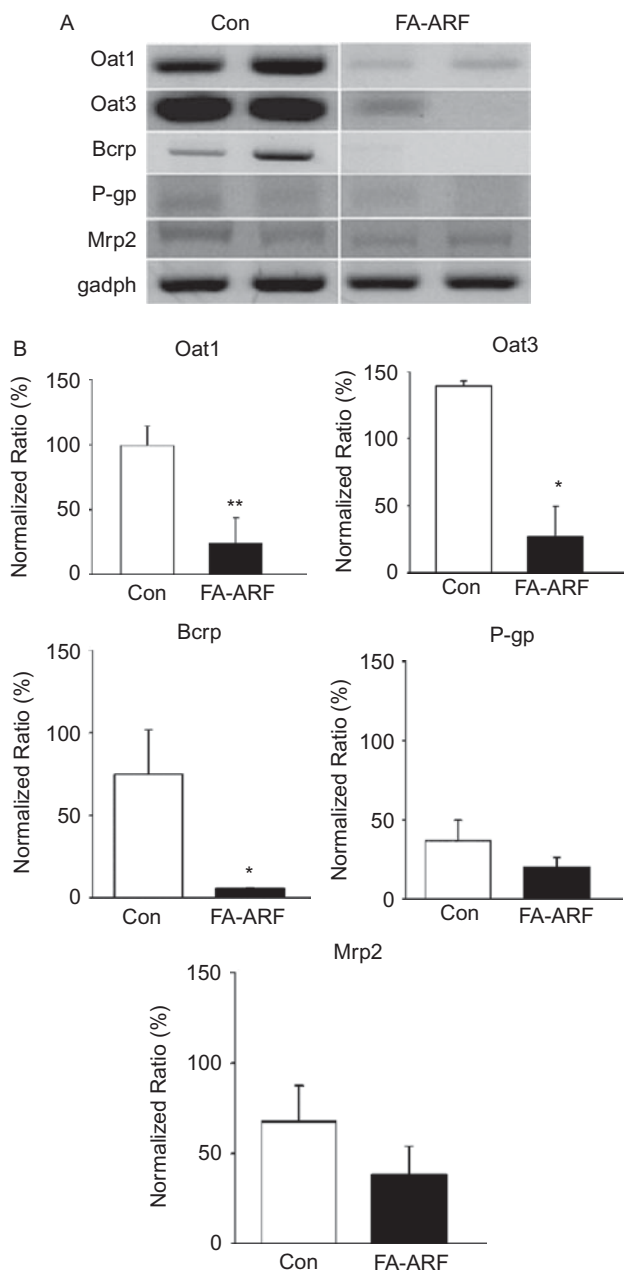 A
Con FA-ARF
Oat1
Oat3
Bcrp
P-gp
Mrp2
gadph
B
Oat1
Normalized Ratio (%)
150
100
50
0
** 
Con FA-ARF
Oat3
Normalized Ratio (%)
150
100
50
0
*
Con FA-ARF
Bcrp
Normalized Ratio (%)
150
100
50
0
*
Con FA-ARF
P-gp
Normalized Ratio (%)
150
100
50
0
Con FA-ARF
Mrp2
Normalized Ratio (%)
150
100
50
0
Con FA-ARF